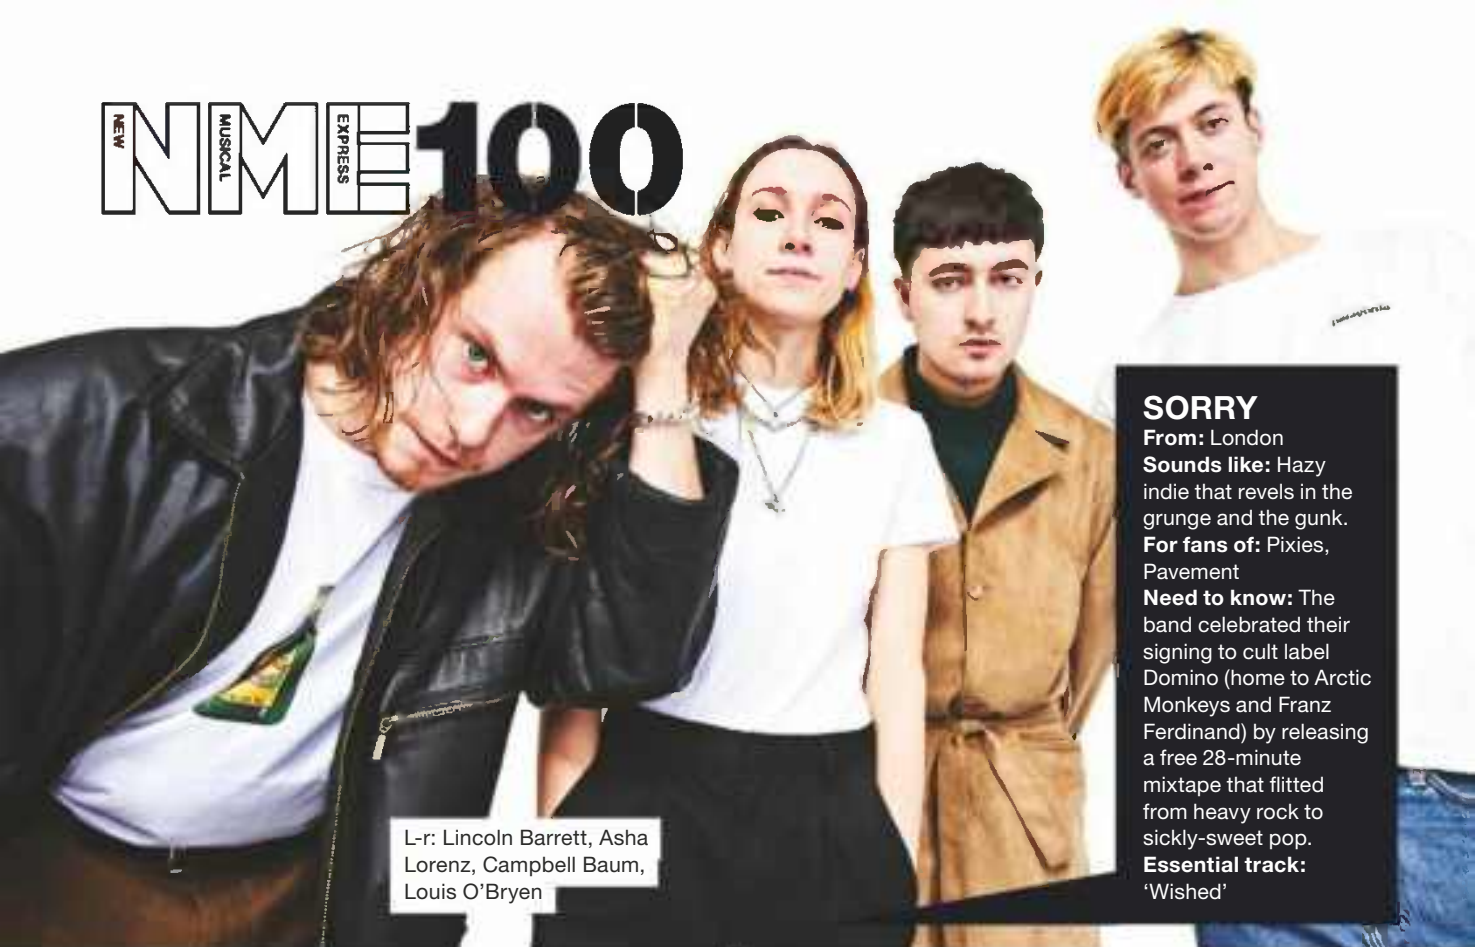 NEW MUSICAL EXPRESS
NME100
SORRY
From: London
Sounds like: Hazy
indie that revels in the
grunge and the gunk.
For fans of: Pixies,
Pavement
Need to know: The
band celebrated their
signing to cult label
Domino (home to Arctic
Monkeys and Franz
Ferdinand) by releasing
a free 28-minute
mixtape that flitted
from heavy rock to
sickly-sweet pop.
Essential track:
‘Wished’
L-r: Lincoln Barrett, Asha
Lorenz, Campbell Baum,
Louis O’Bryen